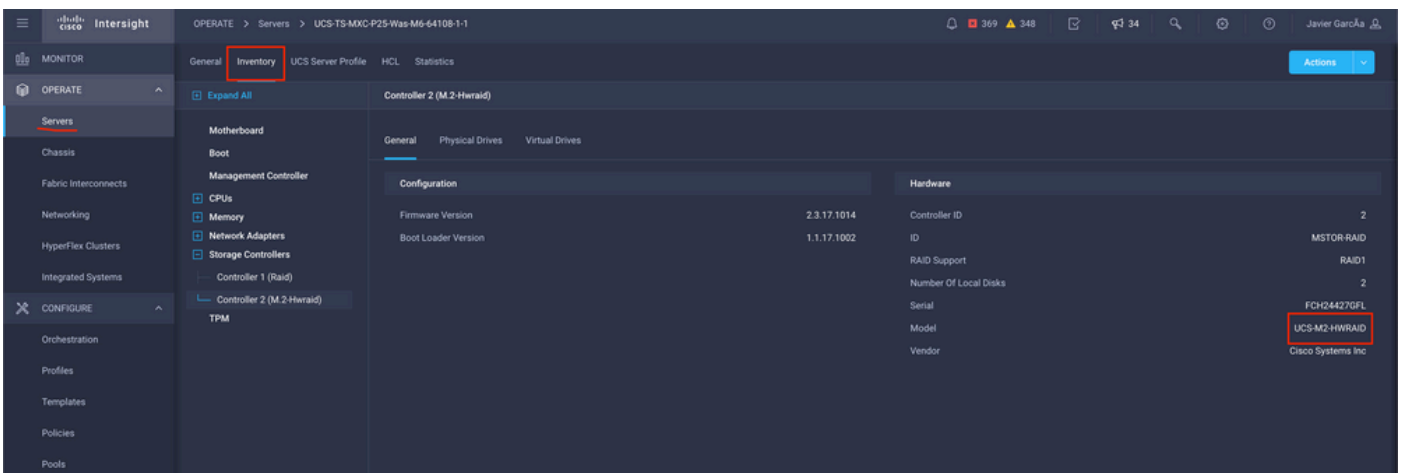 cisco Intersight
OPERATE > Servers > UCS-TS-MXC-P25-Was-M6-64108-1-1
369 348 34 Javier GarcÃa
MONITOR
OPERATE
Servers
Chassis
Fabric Interconnects
Networking
HyperFlex Clusters
Integrated Systems
CONFIGURE
Orchestration
Profiles
Templates
Policies
Pools
General Inventory UCS Server Profile HCL Statistics
Actions
Expand All
Motherboard
Boot
Management Controller
CPUs
Memory
Network Adapters
Storage Controllers
Controller 1 (Raid)
Controller 2 (M.2-Hwraid)
TPM
Controller 2 (M.2-Hwraid)
General Physical Drives Virtual Drives
Configuration
Firmware Version 2.3.17.1014
Boot Loader Version 1.1.17.1002
Hardware
Controller ID 2
ID MSTOR-RAID
RAID Support RAID1
Number Of Local Disks 2
Serial FCH24427GFL
Model UCS-M2-HWRAID
Vendor Cisco Systems Inc